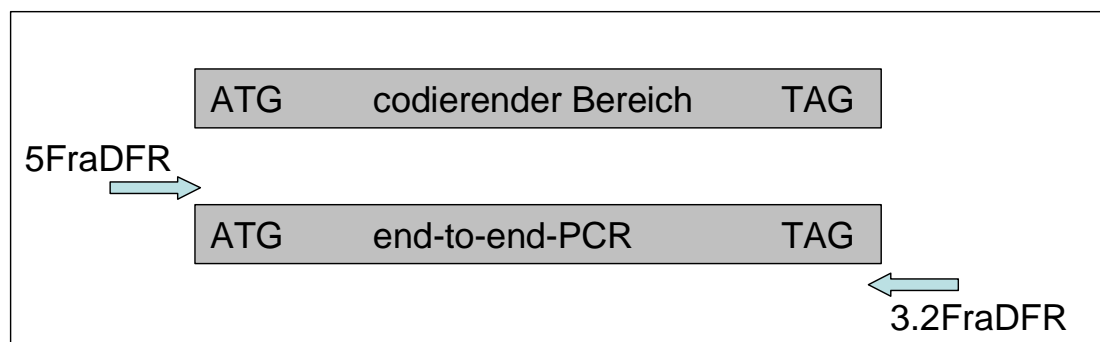 ATG codierender Bereich TAG
5FraDFR
ATG end-to-end-PCR TAG
3.2FraDFR